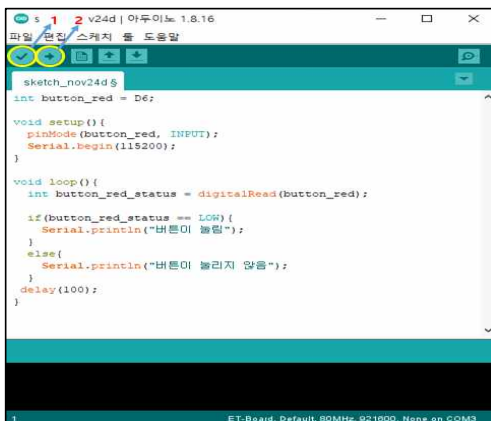 s 1 2 v24d | 아두이노 1.8.16
파일 편집 스케치 툴 도움말
sketch_nov24d §
int button_red = D6;
void setup(){
pinMode(button_red, INPUT);
Serial.begin(115200);
}
void loop(){
int button_red_status = digitalRead(button_red);
if(button_red_status == LOW){
Serial.println("버튼이 눌림");
}
else{
Serial.println("버튼이 눌리지 않음");
}
delay(100);
}
1 ET-Board, Default, 80MHz, 921600, None on COM3